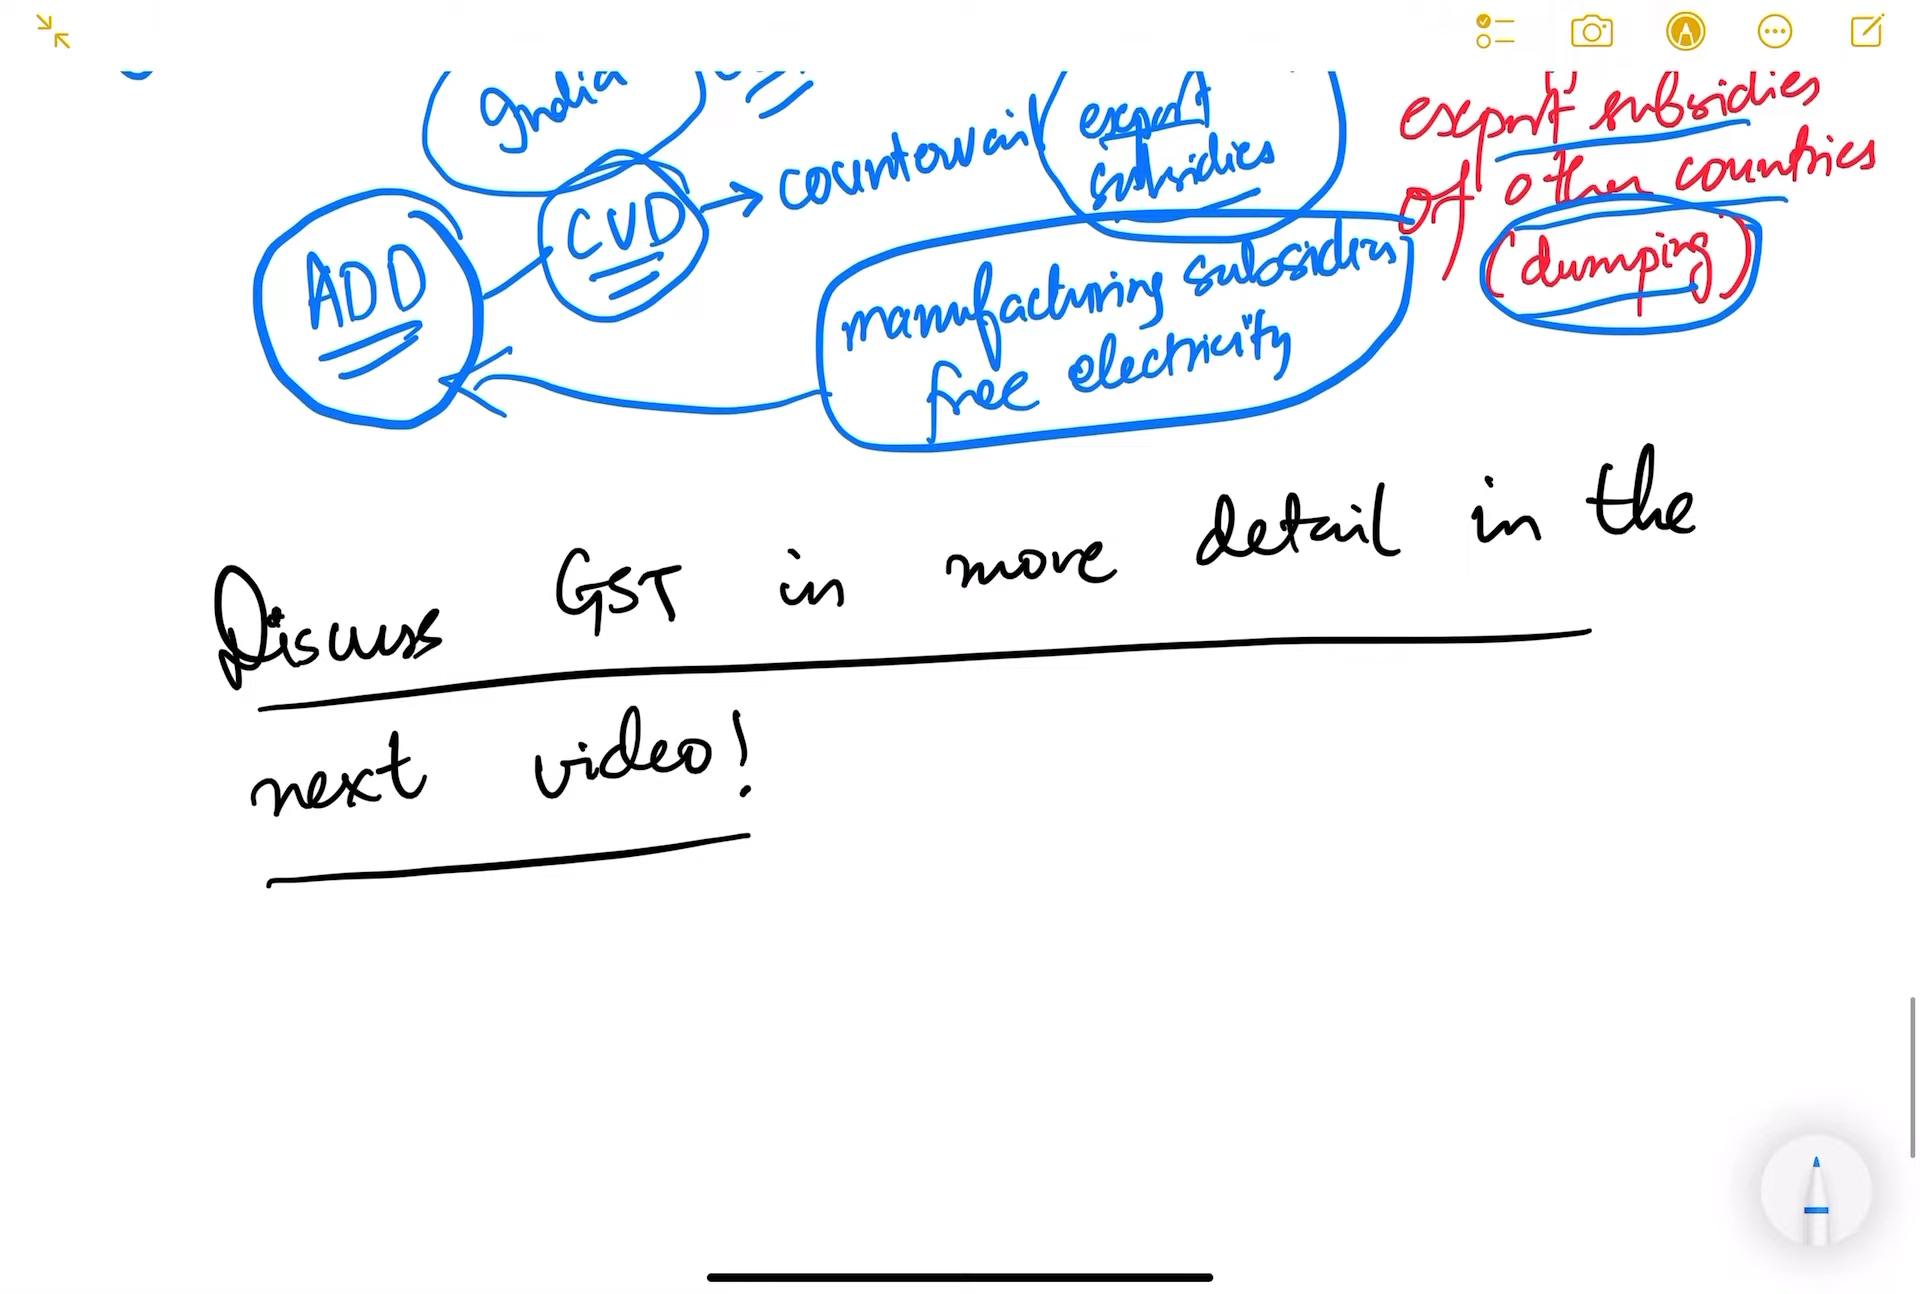 India
export subsidies
of other countries
(dumping)
CVD → countervail export
subsidies
ADD
manufacturing subsidies
free electricity
Discuss GST in more detail in the
next video!